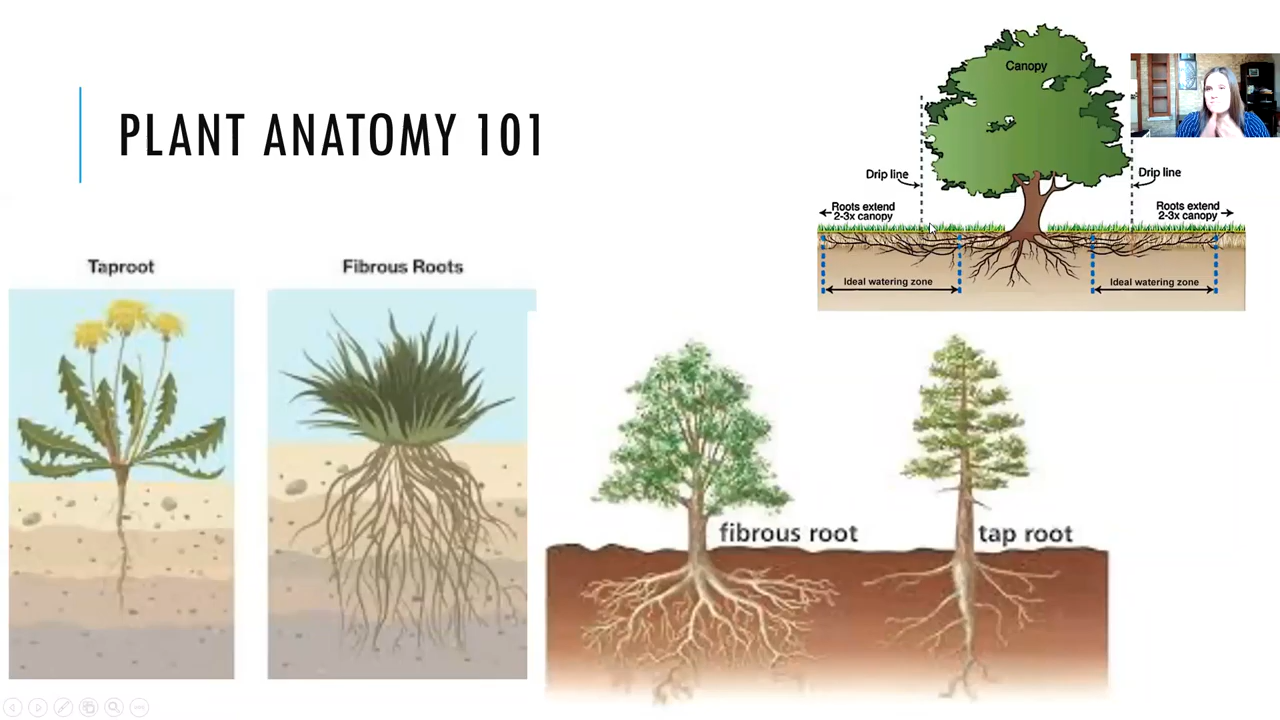 PLANT ANATOMY 101
Canopy
Drip line
Drip line
Roots extend
2-3x canopy
Roots extend
2-3x canopy
Ideal watering zone
Ideal watering zone
Taproot
Fibrous Roots
fibrous root
tap root